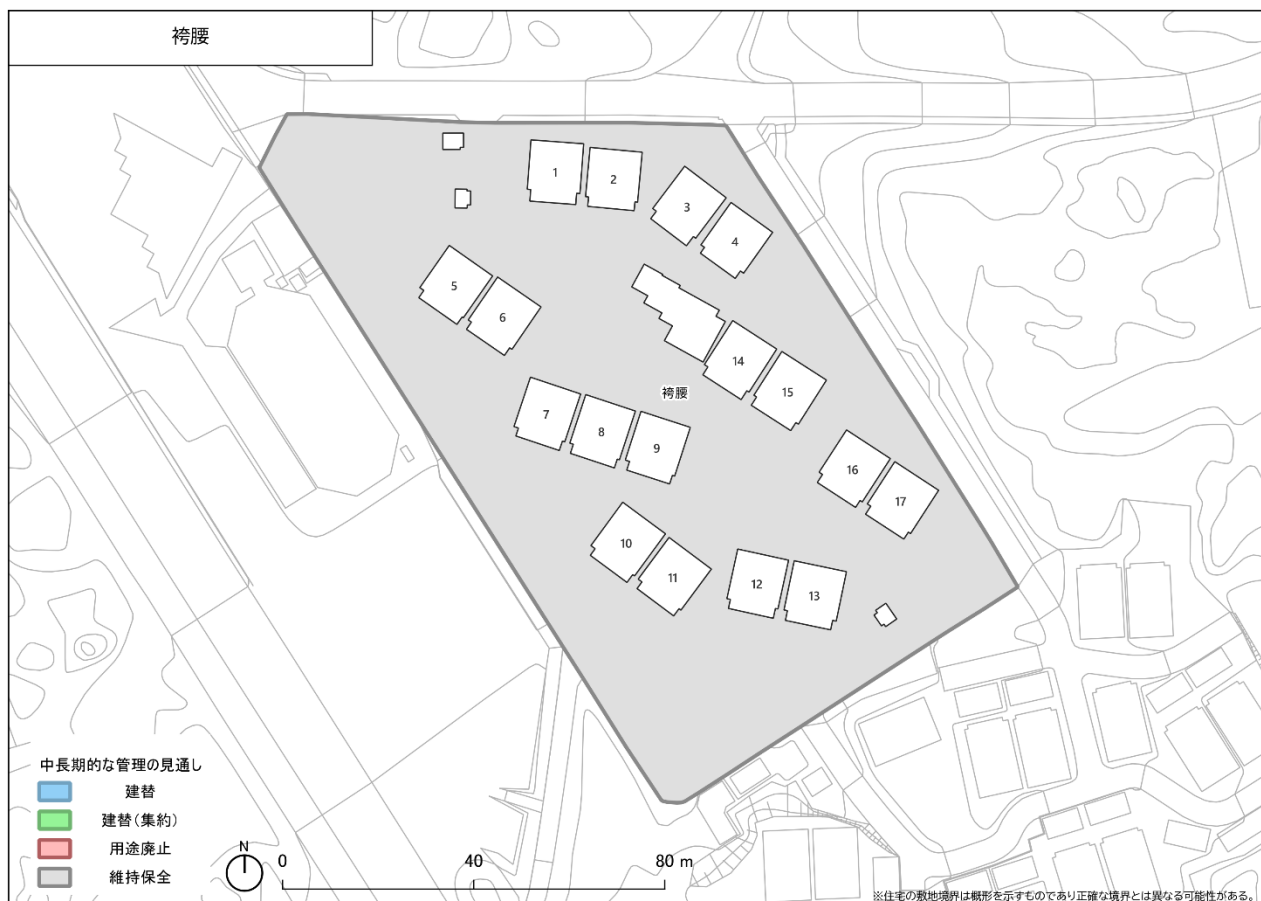 袴腰
1
2
3
4
5
6
14
15
袴腰
7
8
9
16
17
10
11
12
13
中長期的な管理の見通し
建替
建替（集約）
用途廃止
維持保全
N
0 40 80 m
※住宅の敷地境界は概形を示すものであり正確な境界とは異なる可能性がある。